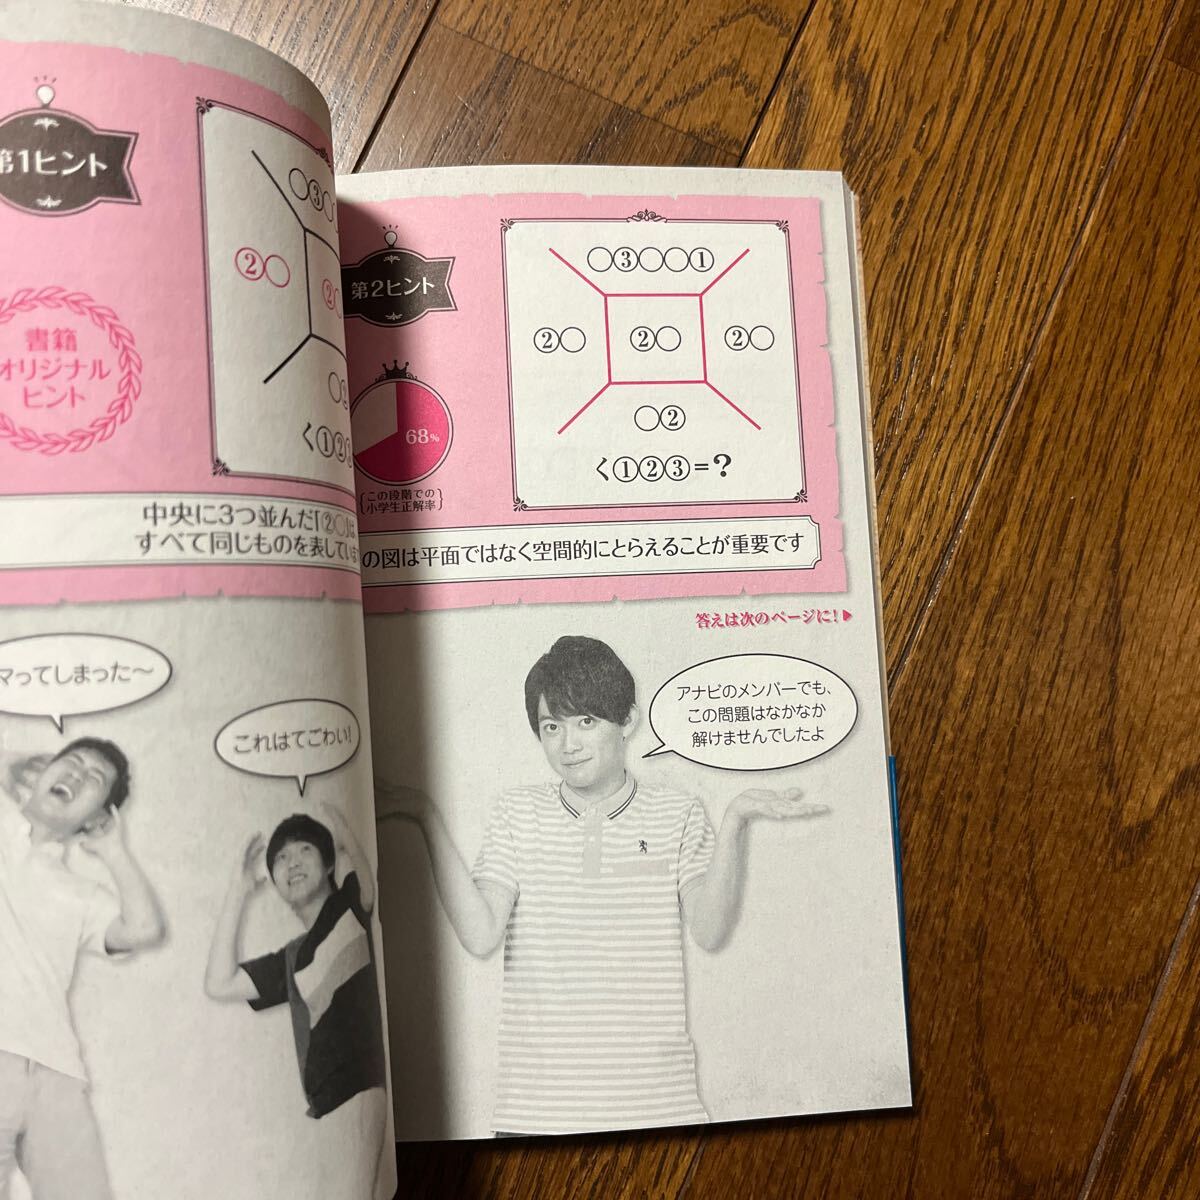 第1ヒント
○③
②○
②
○②
く①②③
書籍
オリジナル
ヒント
中央に3つ並んだ「②○」は、
すべて同じものを表してい
マってしまった〜
これはてごわい!
第2ヒント
68%
この段階での
小学生正解率
○③○○①
②○ ②○ ②○
○②
く①②③=?
の図は平面ではなく空間的にとらえることが重要です
答えは次のページに!▶
アナビのメンバーでも、
この問題はなかなか
解けませんでしたよ